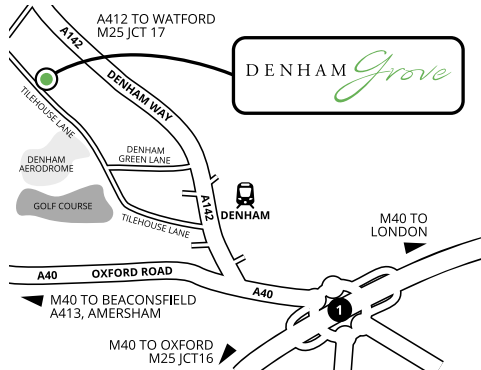 A412 TO WATFORD
M25 JCT 17
A142
DENHAM Grove
DENHAM WAY
TILEHOUSE LANE
DENHAM
GREEN LANE
DENHAM
AERODROME
GOLF COURSE
TILEHOUSE LANE
A142
DENHAM
M40 TO
LONDON
A40
OXFORD ROAD
A40
M40 TO BEACONSFIELD
A413, AMERSHAM
1
M40 TO OXFORD
M25 JCT16